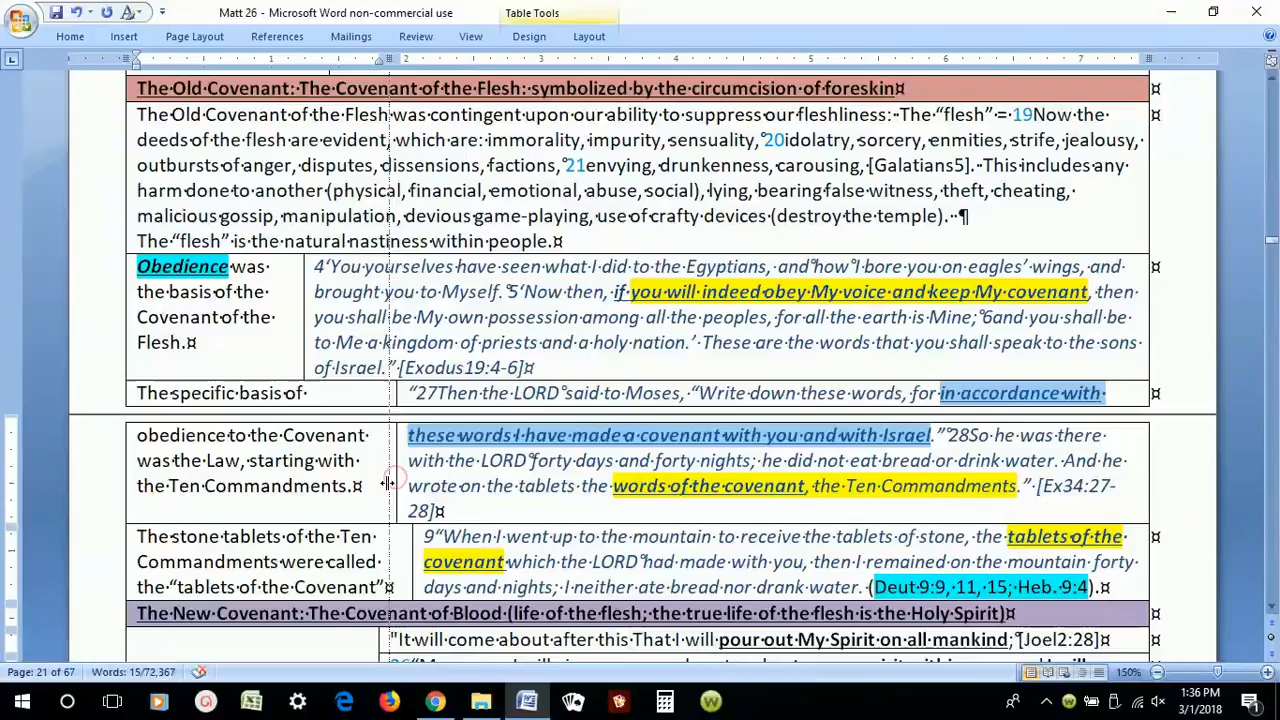 Matt 26 - Microsoft Word non-commercial use
Table Tools
Home Insert Page Layout References Mailings Review View Design Layout
1 2 3 4 5 6 7
The Old Covenant: The Covenant of the Flesh: symbolized by the circumcision of foreskin¤
The Old Covenant of the Flesh was contingent upon our ability to suppress our fleshliness: The “flesh” = 19Now the
deeds of the flesh are evident, which are: immorality, impurity, sensuality, 20idolatry, sorcery, enmities, strife, jealousy,
outbursts of anger, disputes, dissensions, factions, 21envying, drunkenness, carousing, [Galatians5]. This includes any
harm done to another (physical, financial, emotional, abuse, social), lying, bearing false witness, theft, cheating,
malicious gossip, manipulation, devious game-playing, use of crafty devices (destroy the temple). ¶
The “flesh” is the natural nastiness within people.¤
Obedience was
the basis of the
Covenant of the
Flesh.¤
4‘You yourselves have seen what I did to the Egyptians, and how I bore you on eagles’ wings, and
brought you to Myself. 5‘Now then, if you will indeed obey My voice and keep My covenant, then
you shall be My own possession among all the peoples, for all the earth is Mine; 6and you shall be
to Me a kingdom of priests and a holy nation.’ These are the words that you shall speak to the sons
of Israel.” [Exodus19:4-6]¤
The specific basis of
“27Then the LORD said to Moses, “Write down these words, for in accordance with
obedience to the Covenant
was the Law, starting with
the Ten Commandments.¤
these words I have made a covenant with you and with Israel.” 28So he was there
with the LORD forty days and forty nights; he did not eat bread or drink water. And he
wrote on the tablets the words of the covenant, the Ten Commandments.” [Ex34:27-
28]¤
The stone tablets of the Ten
Commandments were called
the “tablets of the Covenant”¤
9“When I went up to the mountain to receive the tablets of stone, the tablets of the
covenant which the LORD had made with you, then I remained on the mountain forty
days and nights; I neither ate bread nor drank water. (Deut 9:9, 11, 15; Heb. 9:4).¤
The New Covenant: The Covenant of Blood (life of the flesh; the true life of the flesh is the Holy Spirit)¤
"It will come about after this That I will pour out My Spirit on all mankind; [Joel2:28]¤
Page: 21 of 67 Words: 15/72,367 150%
1:36 PM
3/1/2018